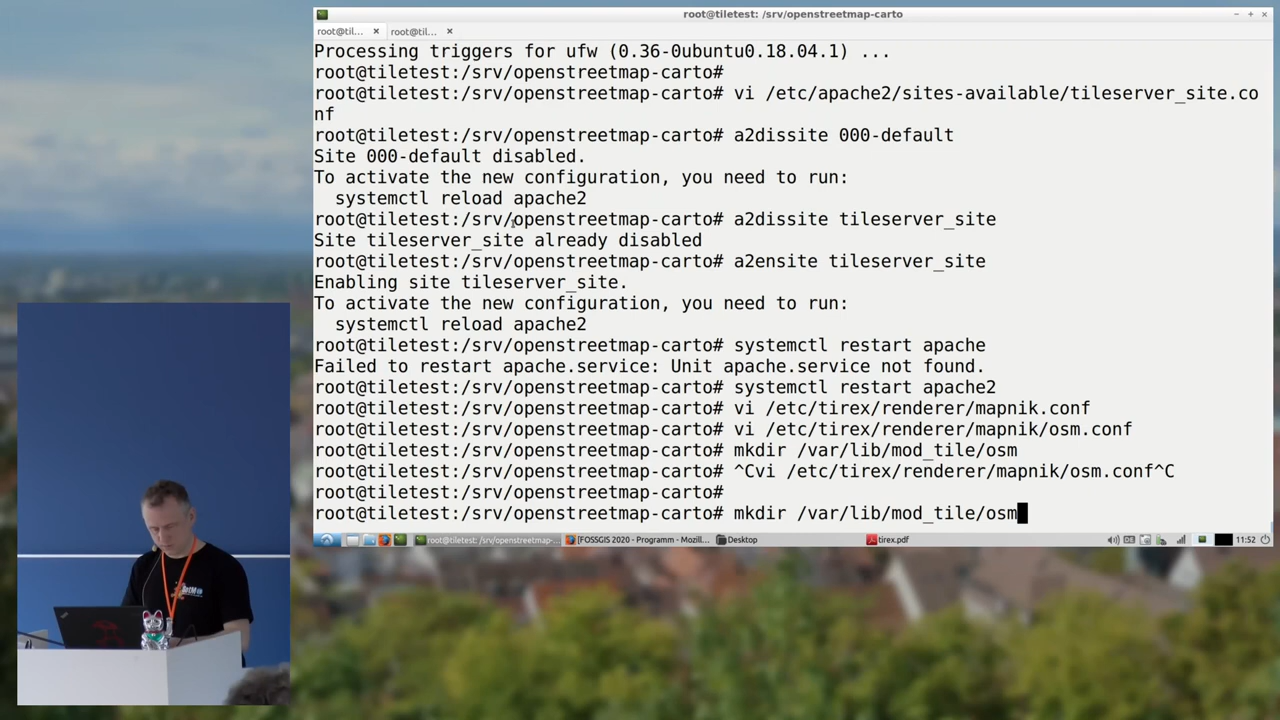 root@tiletest: /srv/openstreetmap-carto
root@til... × root@til... ×
Processing triggers for ufw (0.36-0ubuntu0.18.04.1) ...
root@tiletest:/srv/openstreetmap-carto#
root@tiletest:/srv/openstreetmap-carto# vi /etc/apache2/sites-available/tileserver_site.co
nf
root@tiletest:/srv/openstreetmap-carto# a2dissite 000-default
Site 000-default disabled.
To activate the new configuration, you need to run:
  systemctl reload apache2
root@tiletest:/srv/openstreetmap-carto# a2dissite tileserver_site
Site tileserver_site already disabled
root@tiletest:/srv/openstreetmap-carto# a2ensite tileserver_site
Enabling site tileserver_site.
To activate the new configuration, you need to run:
  systemctl reload apache2
root@tiletest:/srv/openstreetmap-carto# systemctl restart apache
Failed to restart apache.service: Unit apache.service not found.
root@tiletest:/srv/openstreetmap-carto# systemctl restart apache2
root@tiletest:/srv/openstreetmap-carto# vi /etc/tirex/renderer/mapnik.conf
root@tiletest:/srv/openstreetmap-carto# vi /etc/tirex/renderer/mapnik/osm.conf
root@tiletest:/srv/openstreetmap-carto# mkdir /var/lib/mod_tile/osm
root@tiletest:/srv/openstreetmap-carto# ^Cvi /etc/tirex/renderer/mapnik/osm.conf^C
root@tiletest:/srv/openstreetmap-carto#
root@tiletest:/srv/openstreetmap-carto# mkdir /var/lib/mod_tile/osm
root@tiletest: /srv/openstreetmap-... [FOSSGIS 2020 - Programm - Mozill... Desktop tirex.pdf DE 11:52